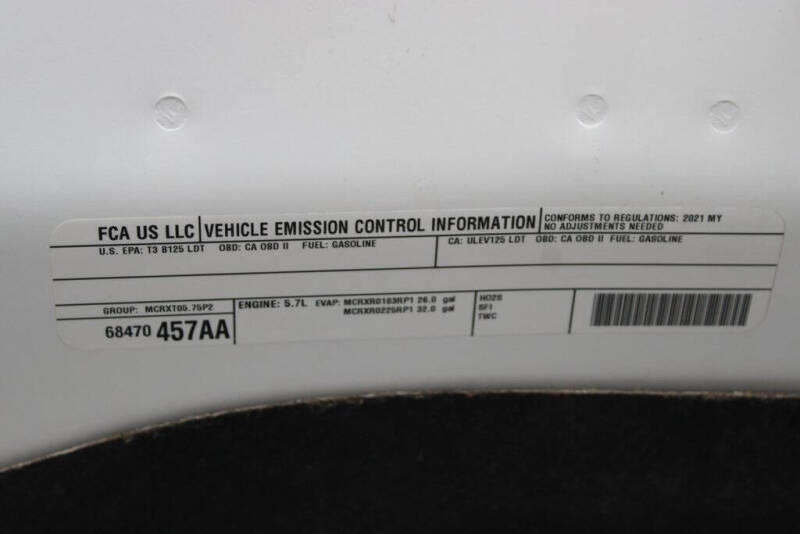 FCA US LLC VEHICLE EMISSION CONTROL INFORMATION CONFORMS TO REGULATIONS: 2021 MY
NO ADJUSTMENTS NEEDED
U.S. EPA: T3 B125 LDT OBD: CA OBD II FUEL: GASOLINE CA: ULEV125 LDT OBD: CA OBD II FUEL: GASOLINE
GROUP: MCRXT05.75P2 ENGINE: 5.7L EVAP: MCRXR0183RP1 26.0 gal HO2S
MCRXR0225RP1 32.0 gal SFI
68470 457AA TWC